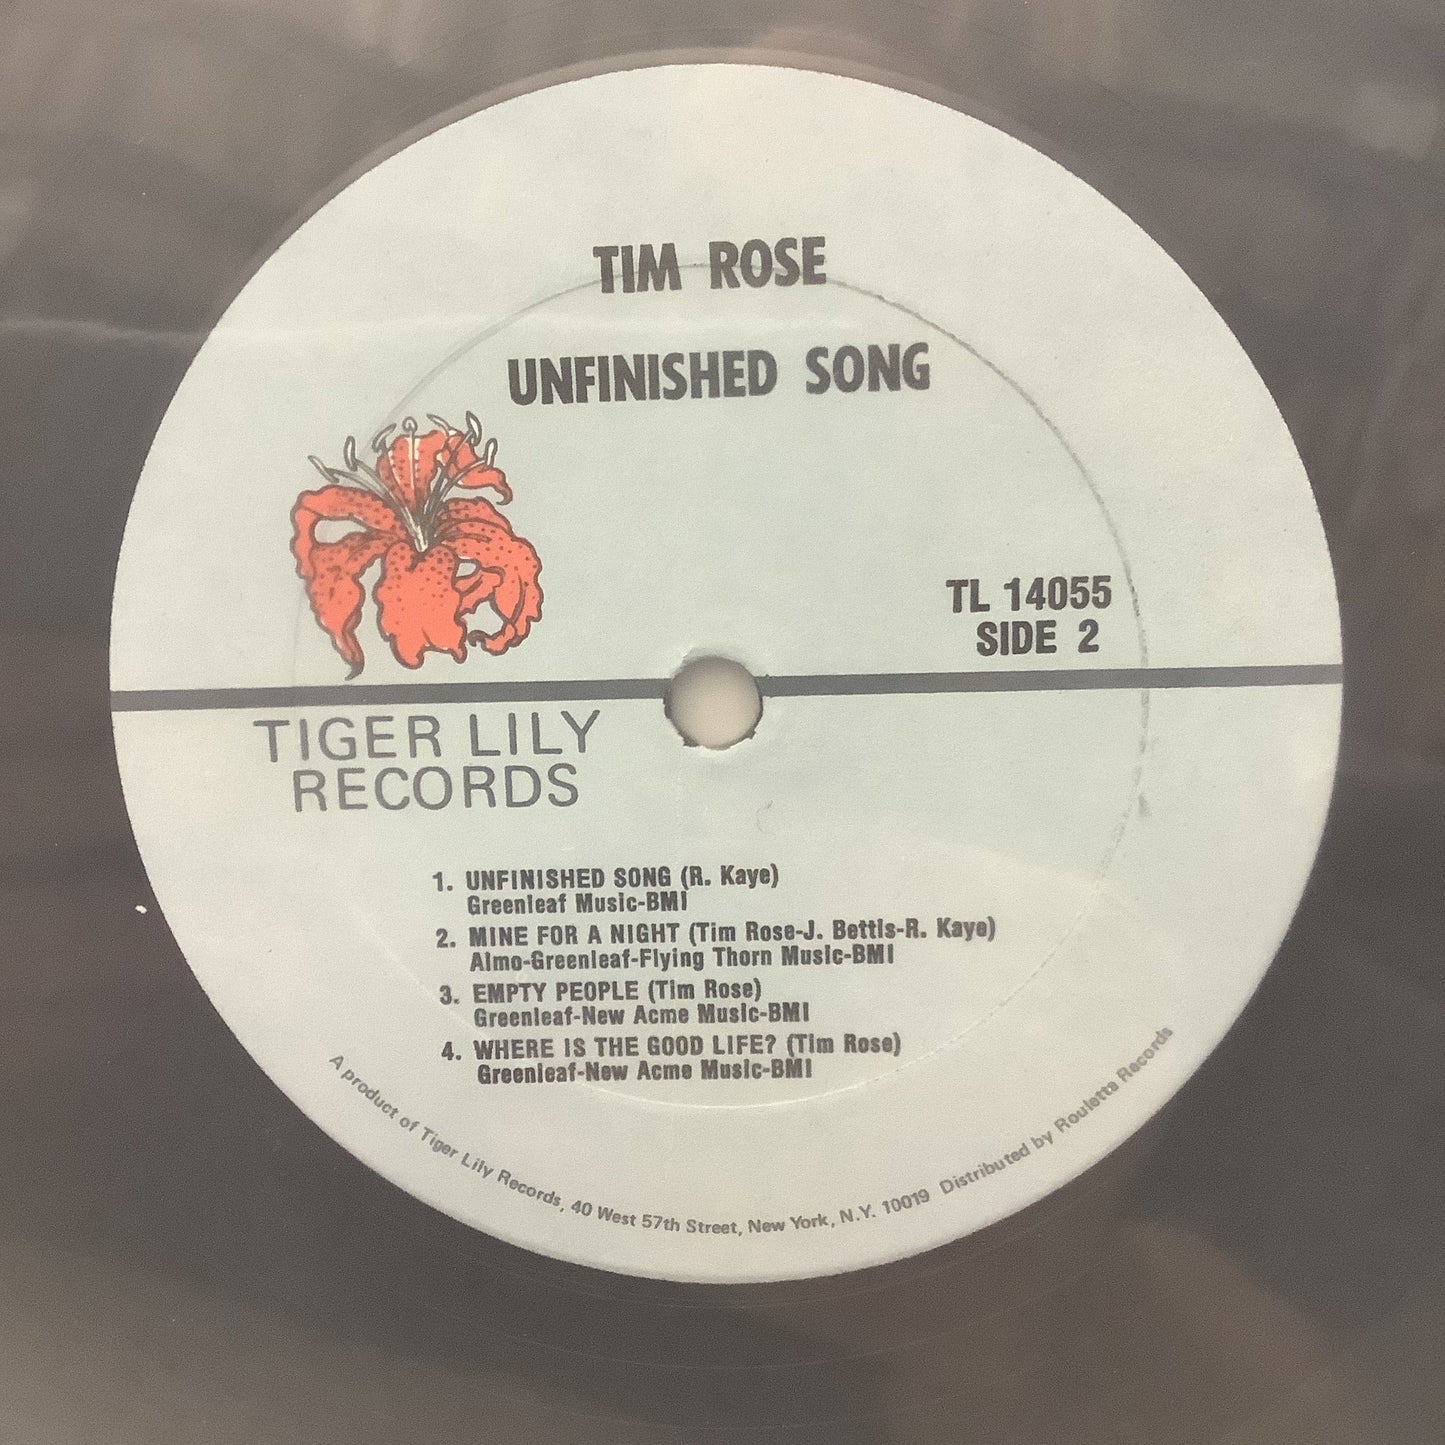 TIM ROSE
UNFINISHED SONG
TL 14055
SIDE 2
TIGER LILY
RECORDS
1. UNFINISHED SONG (R. Kaye)
Greenleaf Music-BMI
2. MINE FOR A NIGHT (Tim Rose-J. Bettis-R. Kaye)
Almo-Greenleaf-Flying Thorn Music-BMI
3. EMPTY PEOPLE (Tim Rose)
Greenleaf-New Acme Music-BMI
4. WHERE IS THE GOOD LIFE? (Tim Rose)
Greenleaf-New Acme Music-BMI
A product of Tiger Lily Records, 40 West 57th Street, New York, N.Y. 10019 Distributed by Roulette Records